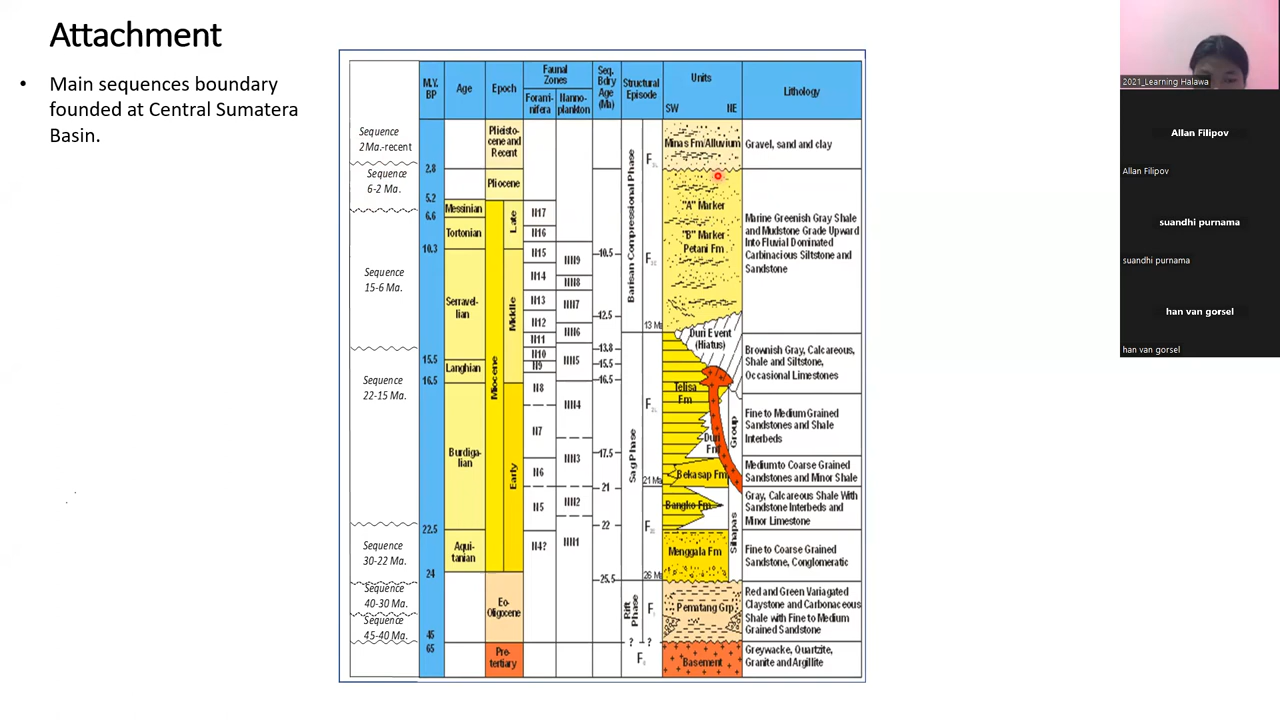 Attachment
• Main sequences boundary
founded at Central Sumatera
Basin.
M.Y.
BP
Age
Epoch
Faunal
Zones
Forami-
nifera
Nanno-
plankton
Seq.
Bdry
Age
(Ma)
Structural
Episode
Units
SW NE
Lithology
Sequence
2Ma.-recent
Sequence
6-2 Ma.
Sequence
15-6 Ma.
Sequence
22-15 Ma.
Sequence
30-22 Ma.
Sequence
40-30 Ma.
Sequence
45-40 Ma.
2.8
5.2
6.6
10.3
15.5
16.5
22.5
24
45
65
Messinian
Tortonian
Serravel-
lian
Langhian
Burdiga-
lian
Aqui-
tanian
Pleisto-
cene and
Recent
Pliocene
Miocene
Late
Middle
Early
Eo-
Oligocene
Pre-
tertiary
N17
N16
N15
N14
N13
N12
N11
N10
N9
N8
N7
N6
N5
N4?
NN9
NN8
NN7
NN6
NN5
NN4
NN3
NN2
NN1
10.5
12.5
13.8
15.5
16.5
17.5
21
22
25.5
Barisan Compressional Phase
Sag Phase
Rift
Phase
? ?
F
F
13 Ma
F
21 Ma
F
26 Ma
F
F
Minas Fm/Alluvium
"A" Marker
"B" Marker
Petani Fm
Duri Event
(Hiatus)
Telisa
Fm
Duri
Fm
Bekasap Fm
Bangko Fm
Menggala Fm
Sihapas
Group
Pematang Grp
Basement
Gravel, sand and clay
Marine Greenish Gray Shale
and Mudstone Grade Upward
Into Fluvial Dominated
Carbinacious Siltstone and
Sandstone
Brownish Gray, Calcareous,
Shale and Siltstone,
Occasional Limestones
Fine to Medium Grained
Sandstones and Shale
Interbeds
Medium to Coarse Grained
Sandstones and Minor Shale
Gray, Calcareous Shale With
Sandstone Interbeds and
Minor Limestone
Fine to Coarse Grained
Sandstone, Conglomeratic
Red and Green Variagated
Claystone and Carbonaceous
Shale with Fine to Medium
Grained Sandstone
Greywacke, Quartzite,
Granite and Argillite
2021_Learning Halawa
Allan Filipov
Allan Filipov
suandhi purnama
suandhi purnama
han van gorsel
han van gorsel